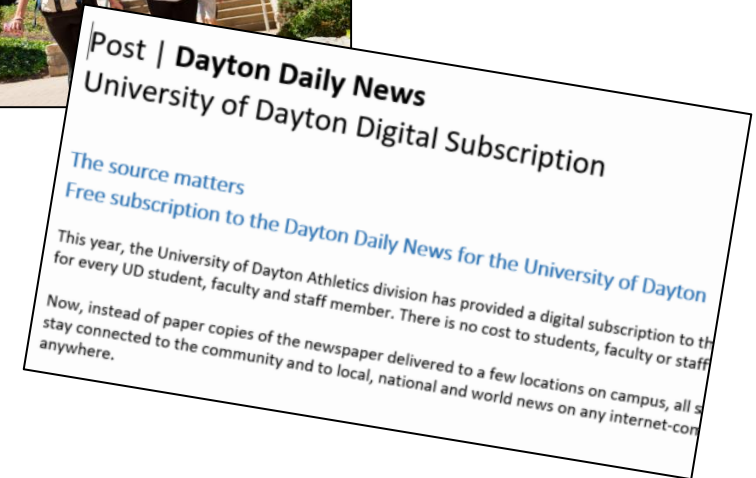 Post | Dayton Daily News
University of Dayton Digital Subscription
The source matters
Free subscription to the Dayton Daily News for the University of Dayton
This year, the University of Dayton Athletics division has provided a digital subscription to
for every UD student, faculty and staff member. There is no cost to students, faculty or staff
Now, instead of paper copies of the newspaper delivered to a few locations on campus, all
stay connected to the community and to local, national and world news on any
anywhere.